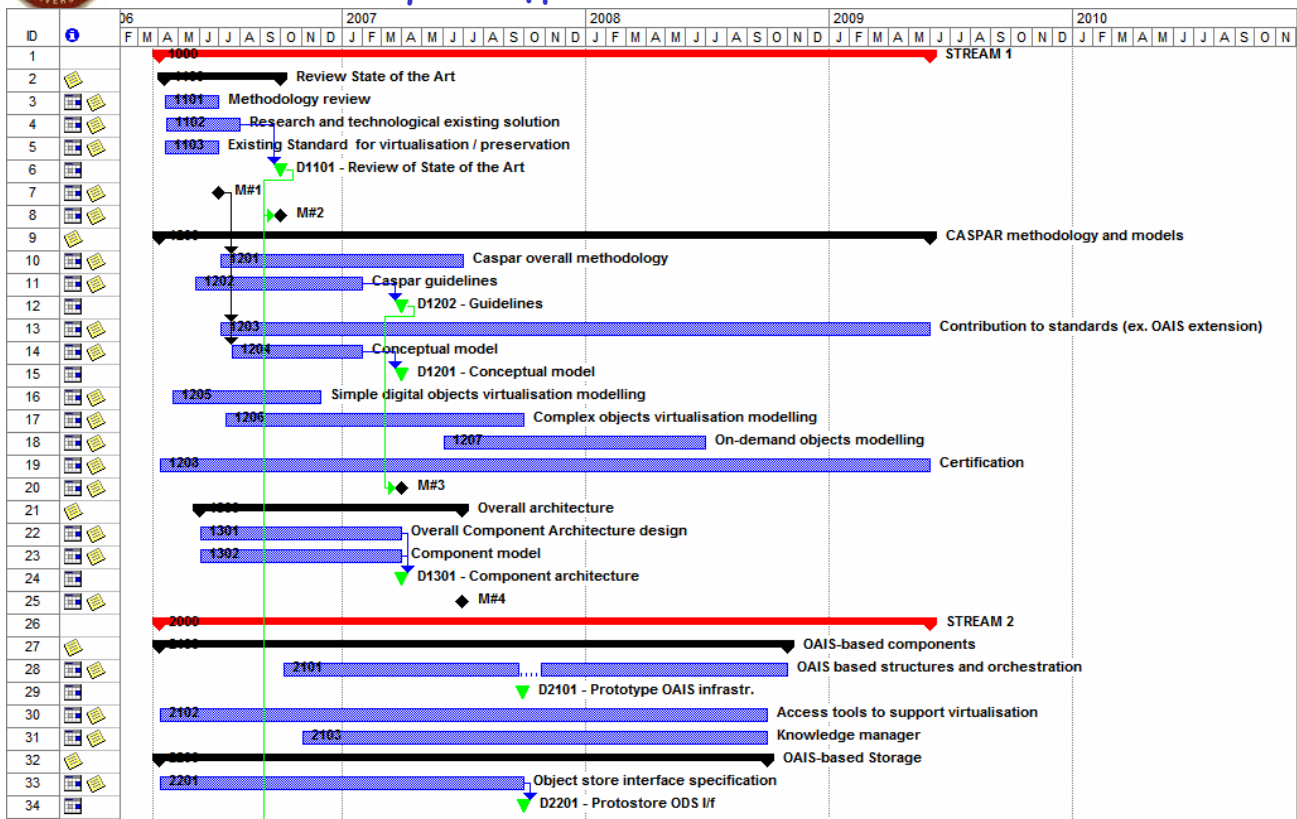 VERS
06 2007 2008 2009 2010
ID F M A M J J A S O N D J F M A M J J A S O N D J F M A M J J A S O N D J F M A M J J A S O N D J F M A M J J A S O N
1 1000 STREAM 1
2 1100 Review State of the Art
3 1101 Methodology review
4 1102 Research and technological existing solution
5 1103 Existing Standard for virtualisation / preservation
6 D1101 - Review of State of the Art
7 M#1
8 M#2
9 1200 CASPAR methodology and models
10 1201 Caspar overall methodology
11 1202 Caspar guidelines
12 D1202 - Guidelines
13 1203 Contribution to standards (ex. OAIS extension)
14 1204 Conceptual model
15 D1201 - Conceptual model
16 1205 Simple digital objects virtualisation modelling
17 1206 Complex objects virtualisation modelling
18 1207 On-demand objects modelling
19 1208 Certification
20 M#3
21 1300 Overall architecture
22 1301 Overall Component Architecture design
23 1302 Component model
24 D1301 - Component architecture
25 M#4
26 2000 STREAM 2
27 2100 OAIS-based components
28 2101 OAIS based structures and orchestration
29 D2101 - Prototype OAIS infrastr.
30 2102 Access tools to support virtualisation
31 2103 Knowledge manager
32 2200 OAIS-based Storage
33 2201 Object store interface specification
34 D2201 - Protostore ODS I/f